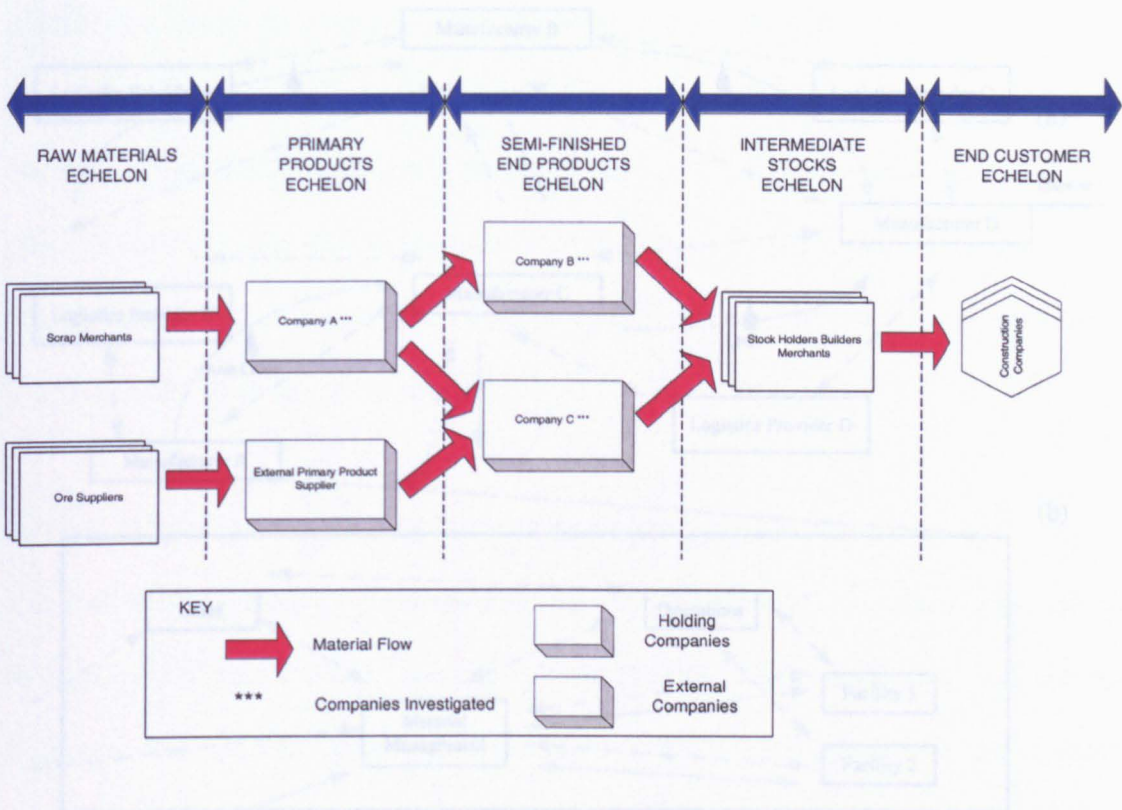 RAW MATERIALS
ECHELON
PRIMARY
PRODUCTS
ECHELON
SEMI-FINISHED
END PRODUCTS
ECHELON
INTERMEDIATE
STOCKS
ECHELON
END CUSTOMER
ECHELON
Scrap Merchants
Company A ***
Company B ***
Stock Holders Builders
Merchants
Construction
Companies
Ore Suppliers
External Primary Product
Supplier
Company C ***
KEY
Material Flow
*** Companies Investigated
Holding
Companies
External
Companies
(b)